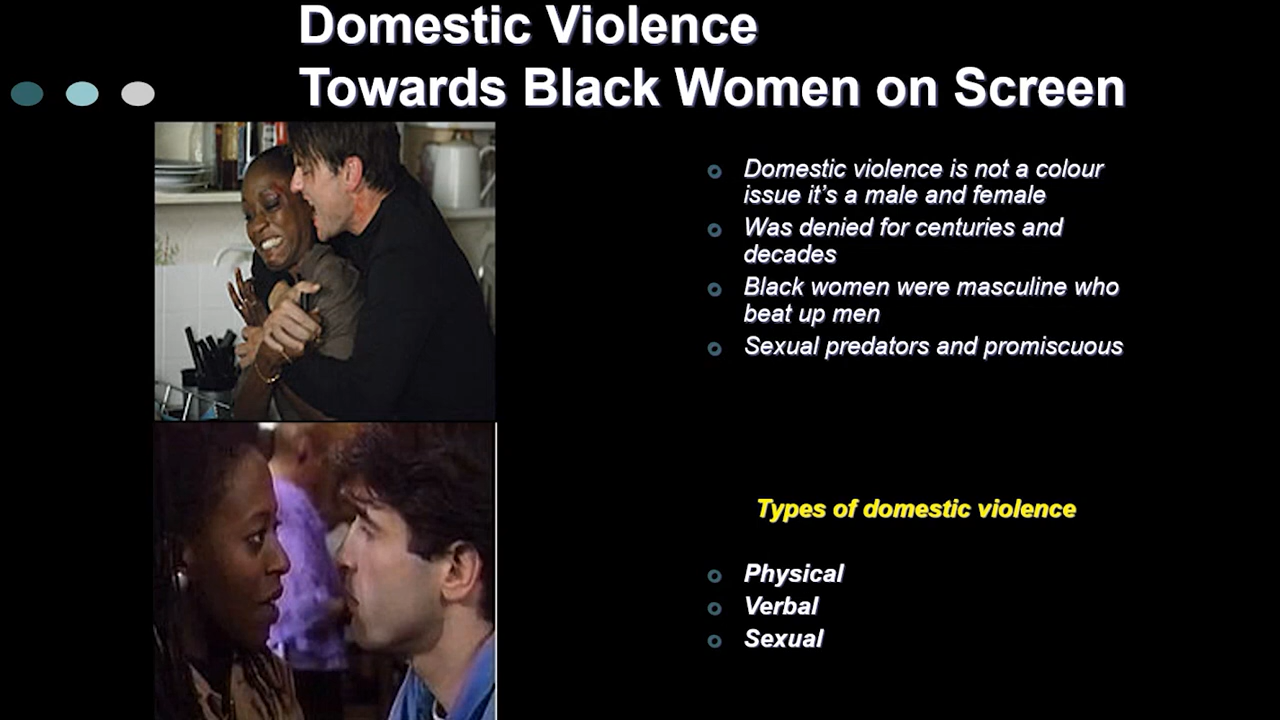 Domestic Violence
Towards Black Women on Screen
Domestic violence is not a colour
issue it’s a male and female
Was denied for centuries and
decades
Black women were masculine who
beat up men
Sexual predators and promiscuous
Types of domestic violence
Physical
Verbal
Sexual